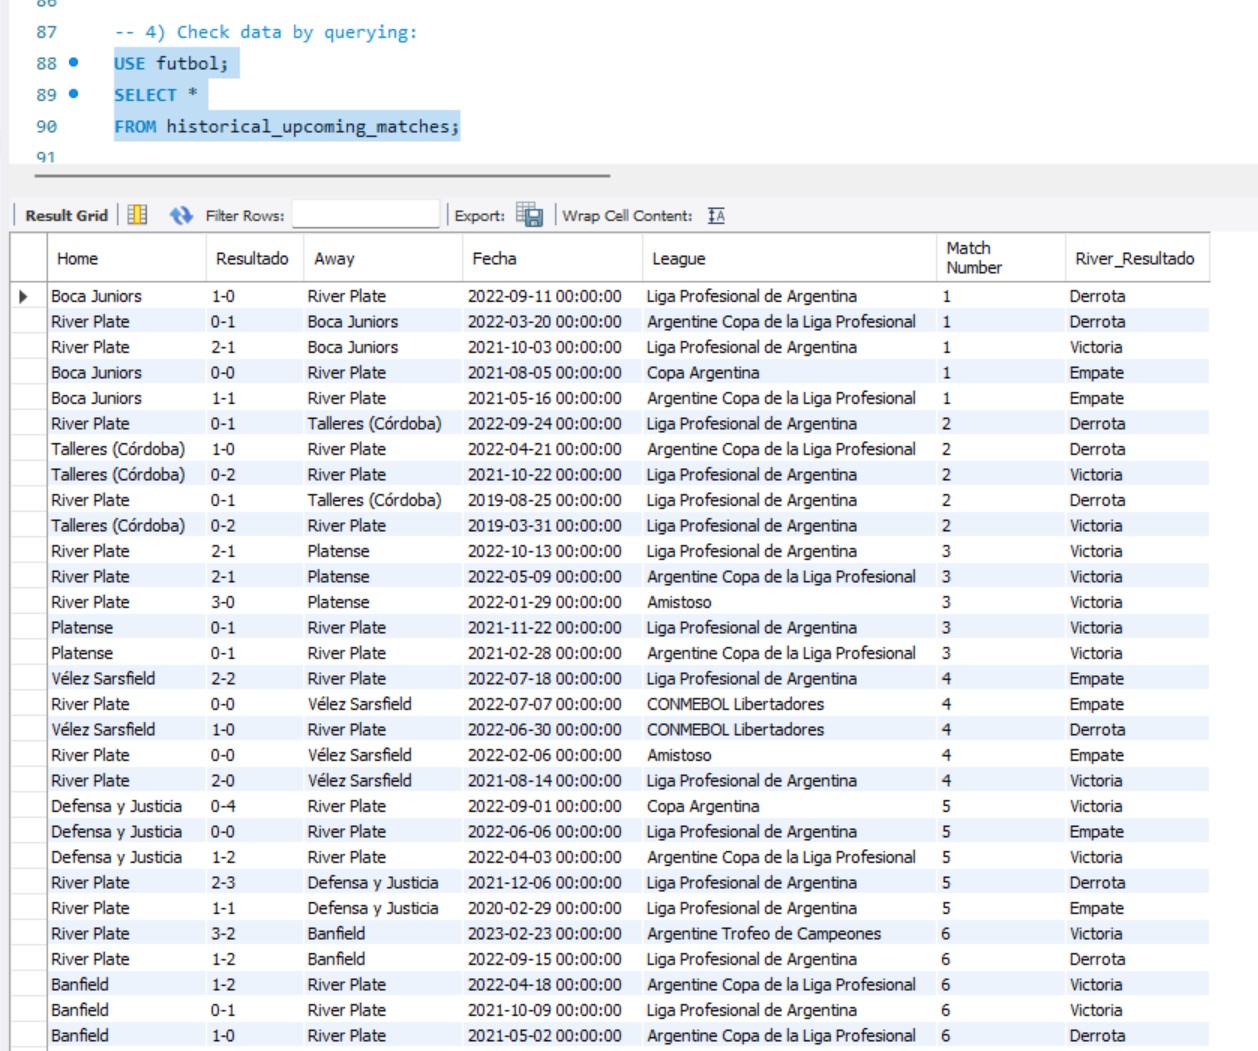 86
87 -- 4) Check data by querying:
88 USE futbol;
89 SELECT *
90 FROM historical_upcoming_matches;
91
Result Grid Filter Rows: Export: Wrap Cell Content: IA
Home Resultado Away Fecha League Match Number River_Resultado
Boca Juniors 1-0 River Plate 2022-09-11 00:00:00 Liga Profesional de Argentina 1 Derrota
River Plate 0-1 Boca Juniors 2022-03-20 00:00:00 Argentine Copa de la Liga Profesional 1 Derrota
River Plate 2-1 Boca Juniors 2021-10-03 00:00:00 Liga Profesional de Argentina 1 Victoria
Boca Juniors 0-0 River Plate 2021-08-05 00:00:00 Copa Argentina 1 Empate
Boca Juniors 1-1 River Plate 2021-05-16 00:00:00 Argentine Copa de la Liga Profesional 1 Empate
River Plate 0-1 Talleres (Córdoba) 2022-09-24 00:00:00 Liga Profesional de Argentina 2 Derrota
Talleres (Córdoba) 1-0 River Plate 2022-04-21 00:00:00 Argentine Copa de la Liga Profesional 2 Derrota
Talleres (Córdoba) 0-2 River Plate 2021-10-22 00:00:00 Liga Profesional de Argentina 2 Victoria
River Plate 0-1 Talleres (Córdoba) 2019-08-25 00:00:00 Liga Profesional de Argentina 2 Derrota
Talleres (Córdoba) 0-2 River Plate 2019-03-31 00:00:00 Liga Profesional de Argentina 2 Victoria
River Plate 2-1 Platense 2022-10-13 00:00:00 Liga Profesional de Argentina 3 Victoria
River Plate 2-1 Platense 2022-05-09 00:00:00 Argentine Copa de la Liga Profesional 3 Victoria
River Plate 3-0 Platense 2022-01-29 00:00:00 Amistoso 3 Victoria
Platense 0-1 River Plate 2021-11-22 00:00:00 Liga Profesional de Argentina 3 Victoria
Platense 0-1 River Plate 2021-02-28 00:00:00 Argentine Copa de la Liga Profesional 3 Victoria
Vélez Sarsfield 2-2 River Plate 2022-07-18 00:00:00 Liga Profesional de Argentina 4 Empate
River Plate 0-0 Vélez Sarsfield 2022-07-07 00:00:00 CONMEBOL Libertadores 4 Empate
Vélez Sarsfield 1-0 River Plate 2022-06-30 00:00:00 CONMEBOL Libertadores 4 Derrota
River Plate 0-0 Vélez Sarsfield 2022-02-06 00:00:00 Amistoso 4 Empate
River Plate 2-0 Vélez Sarsfield 2021-08-14 00:00:00 Liga Profesional de Argentina 4 Victoria
Defensa y Justicia 0-4 River Plate 2022-09-01 00:00:00 Copa Argentina 5 Victoria
Defensa y Justicia 0-0 River Plate 2022-06-06 00:00:00 Liga Profesional de Argentina 5 Empate
Defensa y Justicia 1-2 River Plate 2022-04-03 00:00:00 Argentine Copa de la Liga Profesional 5 Victoria
River Plate 2-3 Defensa y Justicia 2021-12-06 00:00:00 Liga Profesional de Argentina 5 Derrota
River Plate 1-1 Defensa y Justicia 2020-02-29 00:00:00 Liga Profesional de Argentina 5 Empate
River Plate 3-2 Banfield 2023-02-23 00:00:00 Argentine Trofeo de Campeones 6 Victoria
River Plate 1-2 Banfield 2022-09-15 00:00:00 Liga Profesional de Argentina 6 Derrota
Banfield 1-2 River Plate 2022-04-18 00:00:00 Argentine Copa de la Liga Profesional 6 Victoria
Banfield 0-1 River Plate 2021-10-09 00:00:00 Liga Profesional de Argentina 6 Victoria
Banfield 1-0 River Plate 2021-05-02 00:00:00 Argentine Copa de la Liga Profesional 6 Derrota